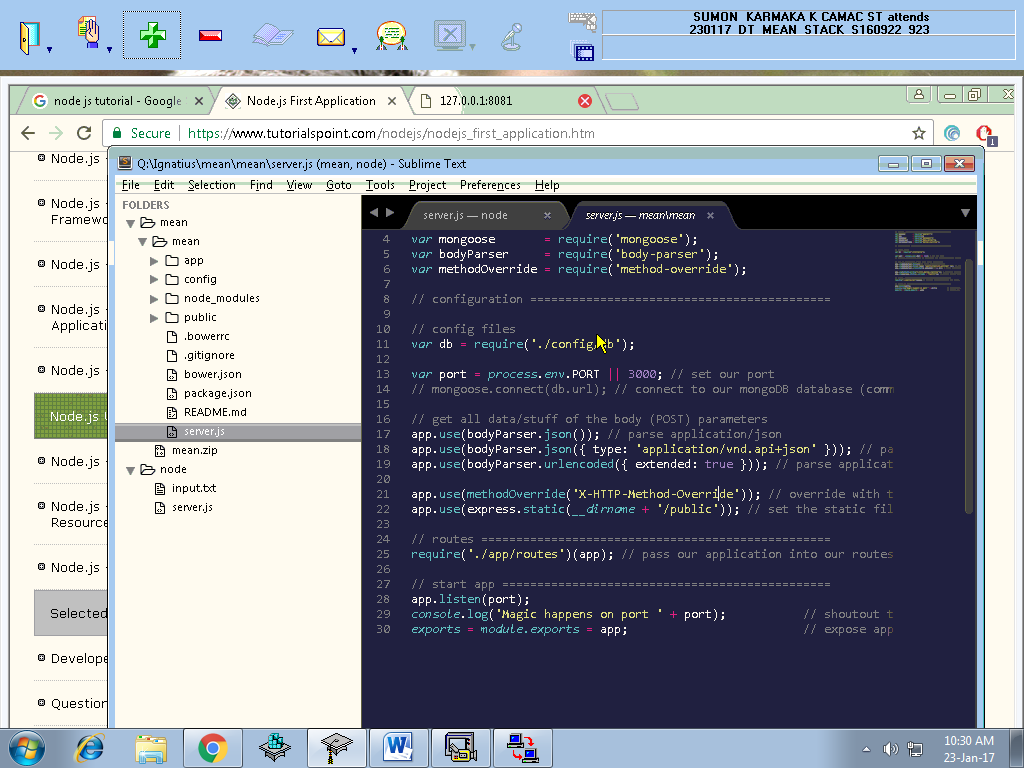 SUMON KARMAKA K CAMAC ST attends
230117 DT MEAN STACK S160922 923
node js tutorial - Google
Node.js First Application
127.0.0.1:8081
Secure
https://www.tutorialspoint.com/nodejs/nodejs_first_application.htm
1
Node.js -
Node.js -
Framewo
Node.js -
Node.js -
Applicati
Node.js -
Node.js U
Node.js -
Node.js -
Resource
Node.js -
Selected
Develope
Question
Q:\Ignatius\mean\mean\server.js (mean, node) - Sublime Text
File Edit Selection Find View Goto Tools Project Preferences Help
FOLDERS
mean
mean
app
config
node_modules
public
.bowerrc
.gitignore
bower.json
package.json
README.md
server.js
mean.zip
node
input.txt
server.js
server.js — node
server.js — mean\mean
4 var mongoose = require('mongoose');
5 var bodyParser = require('body-parser');
6 var methodOverride = require('method-override');
7
8 // configuration ===========================================
9
10 // config files
11 var db = require('./config/db');
12
13 var port = process.env.PORT || 3000; // set our port
14 // mongoose.connect(db.url); // connect to our mongoDB database (comm
15
16 // get all data/stuff of the body (POST) parameters
17 app.use(bodyParser.json()); // parse application/json
18 app.use(bodyParser.json({ type: 'application/vnd.api+json' })); // pa
19 app.use(bodyParser.urlencoded({ extended: true })); // parse applicat
20
21 app.use(methodOverride('X-HTTP-Method-Override')); // override with t
22 app.use(express.static(__dirname + '/public')); // set the static fil
23
24 // routes ==================================================
25 require('./app/routes')(app); // pass our application into our routes
26
27 // start app ===============================================
28 app.listen(port);
29 console.log('Magic happens on port ' + port); // shoutout t
30 exports = module.exports = app; // expose app
10:30 AM
23-Jan-17